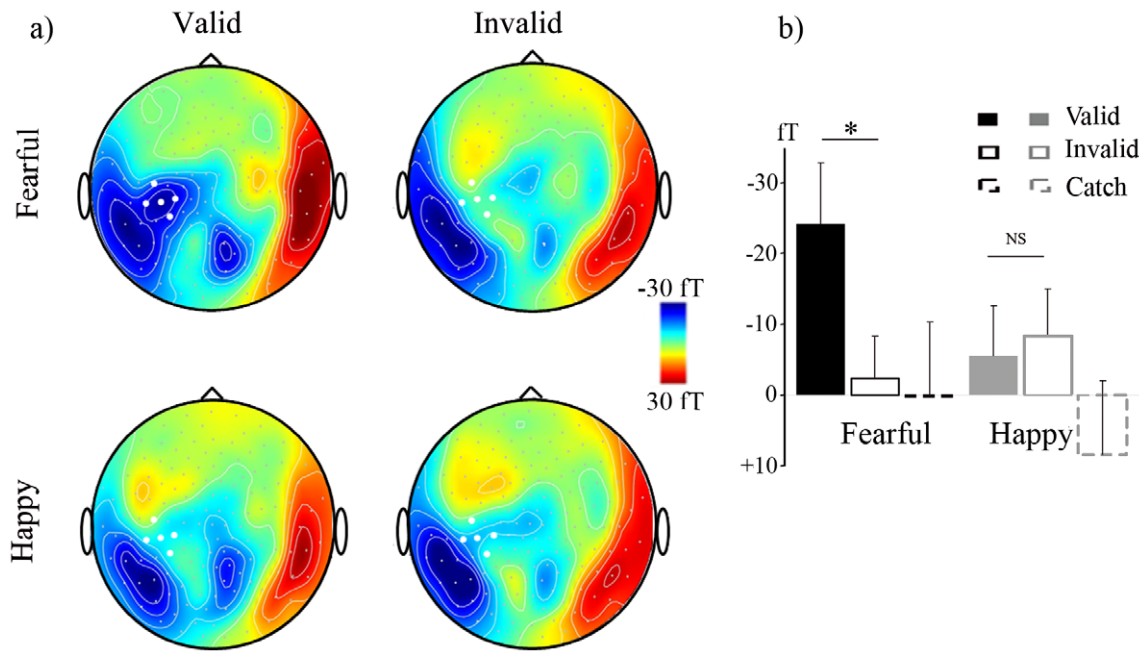 a)
Valid
Invalid
Fearful
-30 fT
30 fT
Happy
b)
Valid
Invalid
Catch
fT
*
NS
-30
-20
-10
0
+10
Fearful
Happy